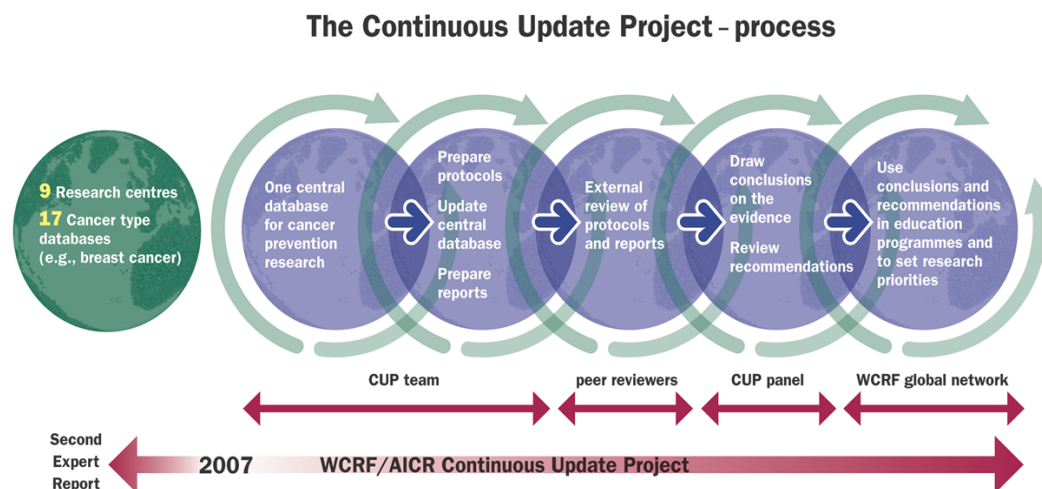 The Continuous Update Project – process
9 Research centres
17 Cancer type
databases
(e.g., breast cancer)
One central
database
for cancer
prevention
research
Prepare
protocols
Update
central
database
Prepare
reports
External
review of
protocols
and reports
Draw
conclusions
on the
evidence
Review
recommendations
Use
conclusions and
recommendations
in education
programmes and
to set research
priorities
CUP team
peer reviewers
CUP panel
WCRF global network
Second
Expert
Report
2007
WCRF/AICR Continuous Update Project